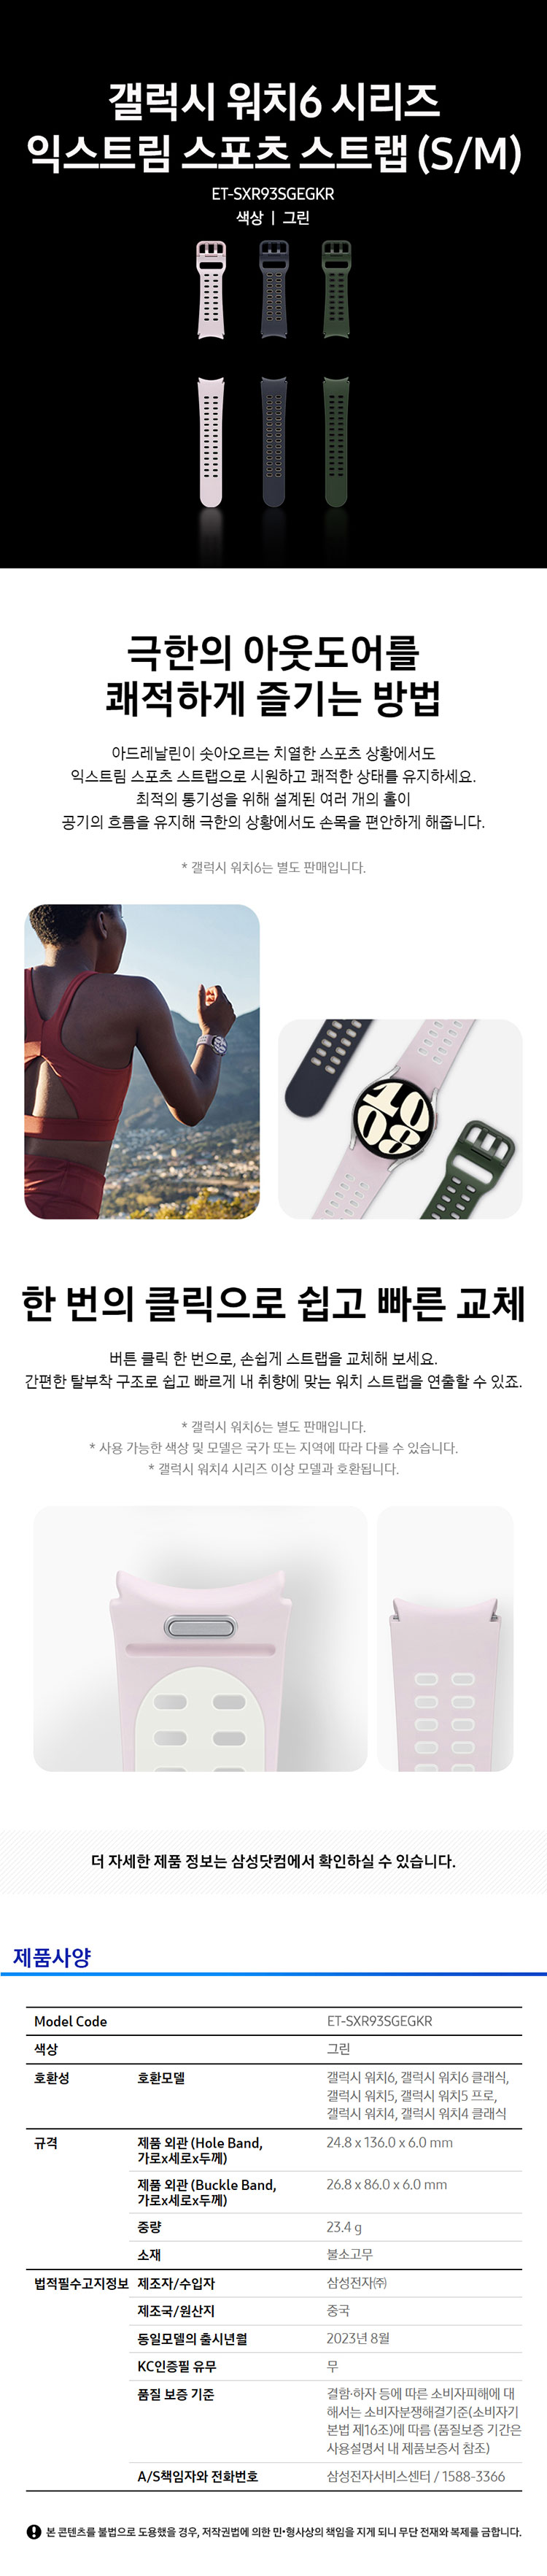 갤럭시 워치6 시리즈
익스트림 스포츠 스트랩 (S/M)
ET-SXR93SGEGKR
색상 | 그린
극한의 아웃도어를
쾌적하게 즐기는 방법
아드레날린이 솟아오르는 치열한 스포츠 상황에서도
익스트림 스포츠 스트랩으로 시원하고 쾌적한 상태를 유지하세요.
최적의 통기성을 위해 설계된 여러 개의 홀이
공기의 흐름을 유지해 극한의 상황에서도 손목을 편안하게 해줍니다.
* 갤럭시 워치6는 별도 판매입니다.
10
08
한 번의 클릭으로 쉽고 빠른 교체
버튼 클릭 한 번으로, 손쉽게 스트랩을 교체해 보세요.
간편한 탈부착 구조로 쉽고 빠르게 내 취향에 맞는 워치 스트랩을 연출할 수 있죠.
* 갤럭시 워치6는 별도 판매입니다.
* 사용 가능한 색상 및 모델은 국가 또는 지역에 따라 다를 수 있습니다.
* 갤럭시 워치4 시리즈 이상 모델과 호환됩니다.
더 자세한 제품 정보는 삼성닷컴에서 확인하실 수 있습니다.
제품사양
Model Code ET-SXR93SGEGKR
색상 그린
호환성 호환모델 갤럭시 워치6, 갤럭시 워치6 클래식,
갤럭시 워치5, 갤럭시 워치5 프로,
갤럭시 워치4, 갤럭시 워치4 클래식
규격 제품 외관 (Hole Band, 24.8 x 136.0 x 6.0 mm
가로x세로x두께)
제품 외관 (Buckle Band, 26.8 x 86.0 x 6.0 mm
가로x세로x두께)
중량 23.4 g
소재 불소고무
법적필수고지정보 제조자/수입자 삼성전자㈜
제조국/원산지 중국
동일모델의 출시년월 2023년 8월
KC인증필 유무 무
품질 보증 기준 결함·하자 등에 따른 소비자피해에 대
해서는 소비자분쟁해결기준(소비자기
본법 제16조)에 따름 (품질보증 기간은
사용설명서 내 제품보증서 참조)
A/S책임자와 전화번호 삼성전자서비스센터 / 1588-3366
본 콘텐츠를 불법으로 도용했을 경우, 저작권법에 의한 민•형사상의 책임을 지게 되니 무단 전재와 복제를 금합니다.